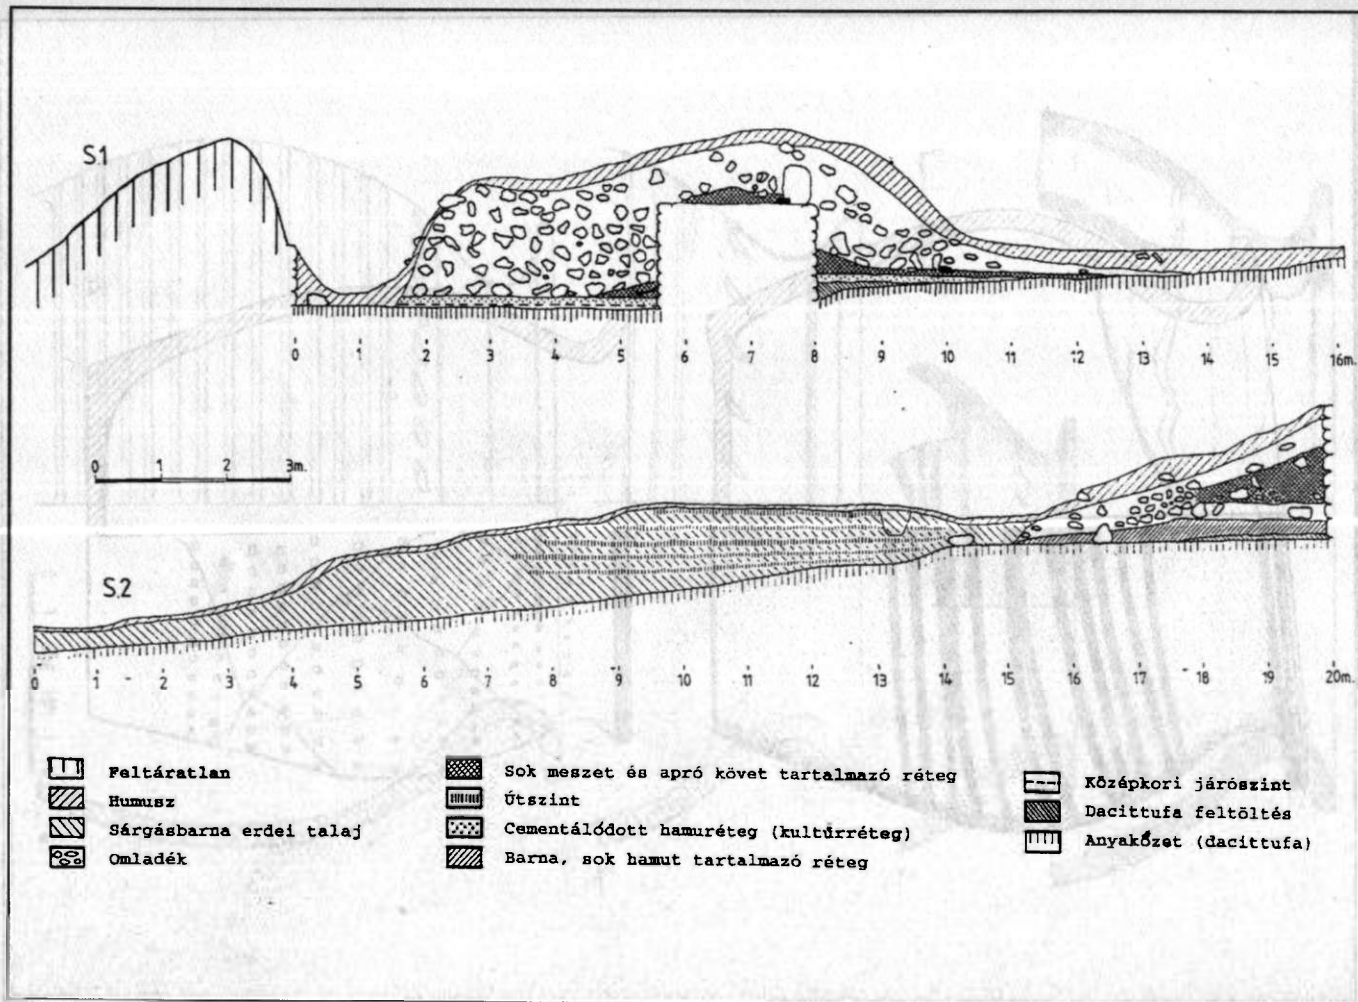 S.1
0 1 2 3 4 5 6 7 8 9 10 11 12 13 14 15 16m.
0 1 2 3m.
S.2
0 1 2 3 4 5 6 7 8 9 10 11 12 13 14 15 16 17 18 19 20m.
Feltáratlan
Humusz
Sárgásbarna erdei talaj
Omladék
Sok meszet és apró követ tartalmazó réteg
Útszint
Cementálódott hamuréteg (kultúrréteg)
Barna, sok hamut tartalmazó réteg
Középkori járószint
Dacittufa feltöltés
Anyakőzet (dacittufa)